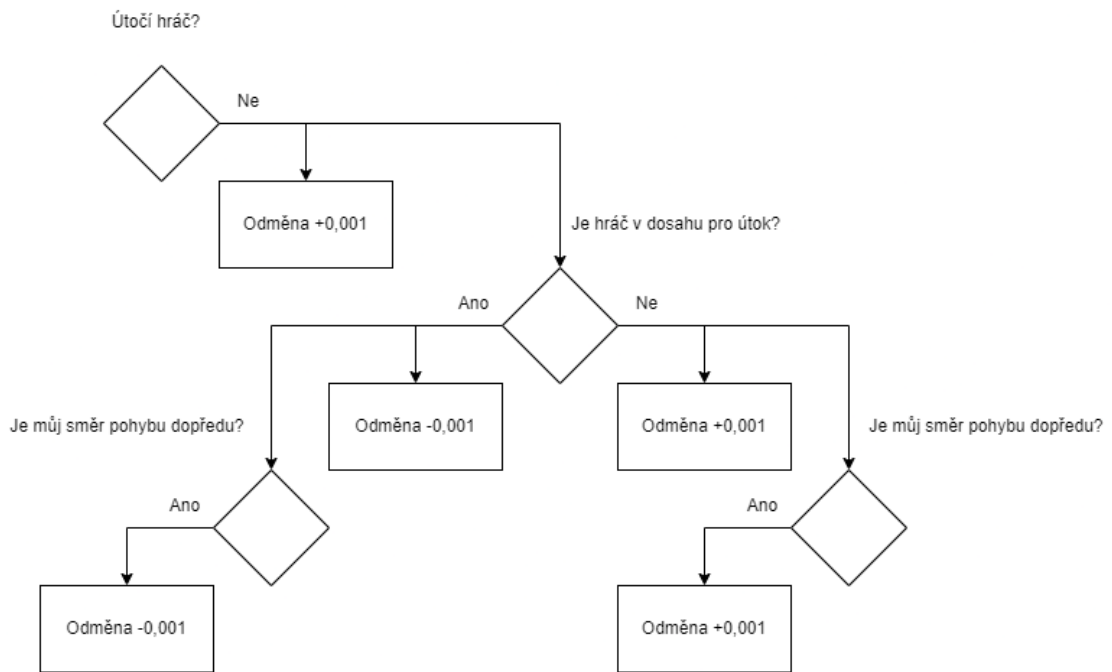 Útočí hráč?
Ne
Odměna +0,001
Je hráč v dosahu pro útok?
Ano
Ne
Odměna -0,001
Odměna +0,001
Je můj směr pohybu dopředu?
Je můj směr pohybu dopředu?
Ano
Ano
Odměna -0,001
Odměna +0,001